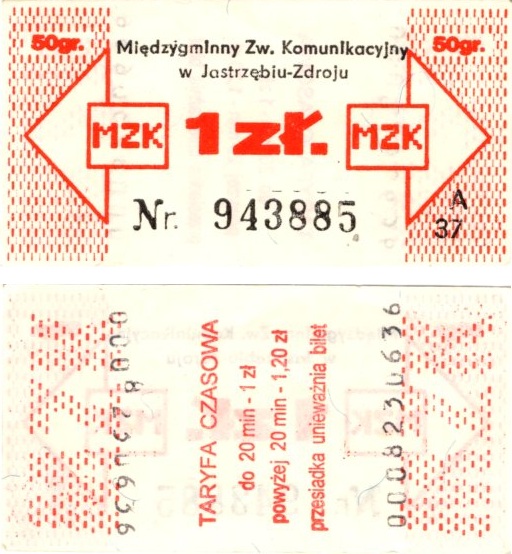 50gr.
50gr.
Międzygminny Zw. Komunikacyjny
w Jastrzębiu-Zdroju
MZK
1 zł.
MZK
Nr. 943885
A
37
TARYFA CZASOWA
do 20 min - 1 zł
powyżej 20 min - 1,20 zł
przesiadka unieważnia bilet